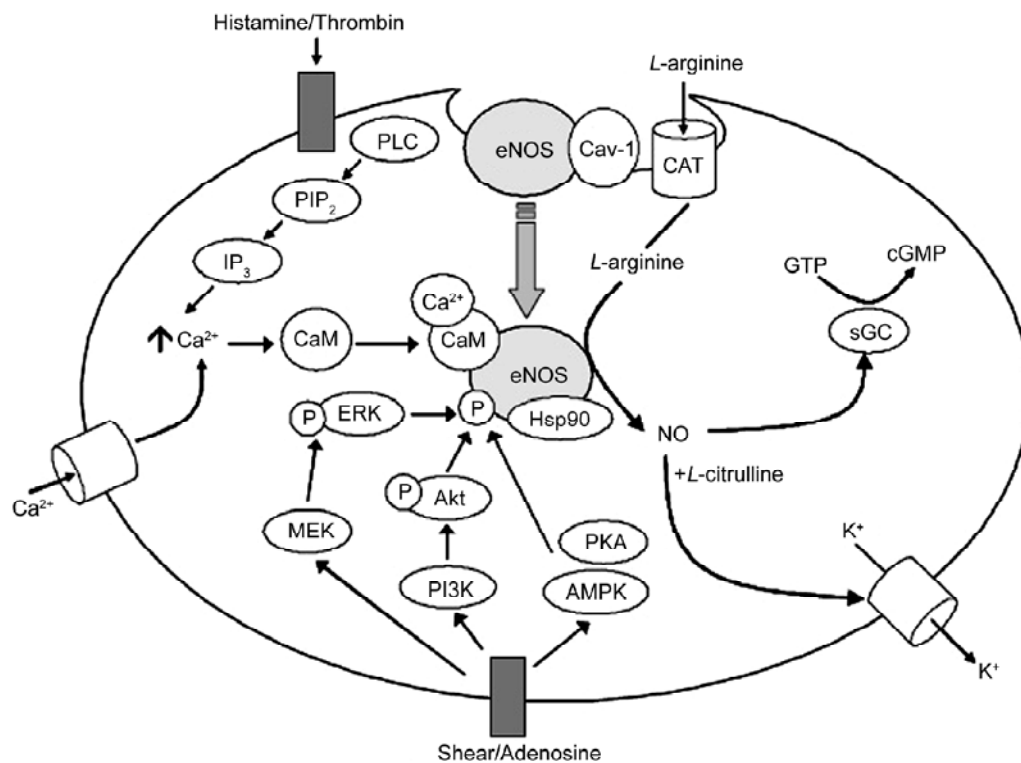 Histamine/Thrombin
L-arginine
PLC
eNOS
Cav-1
CAT
PIP₂
IP₃
L-arginine
GTP
cGMP
Ca²⁺
Ca²⁺
CaM
CaM
sGC
eNOS
P
ERK
P
Hsp90
NO
+L-citrulline
P
Akt
Ca²⁺
MEK
PKA
K⁺
PI3K
AMPK
K⁺
Shear/Adenosine